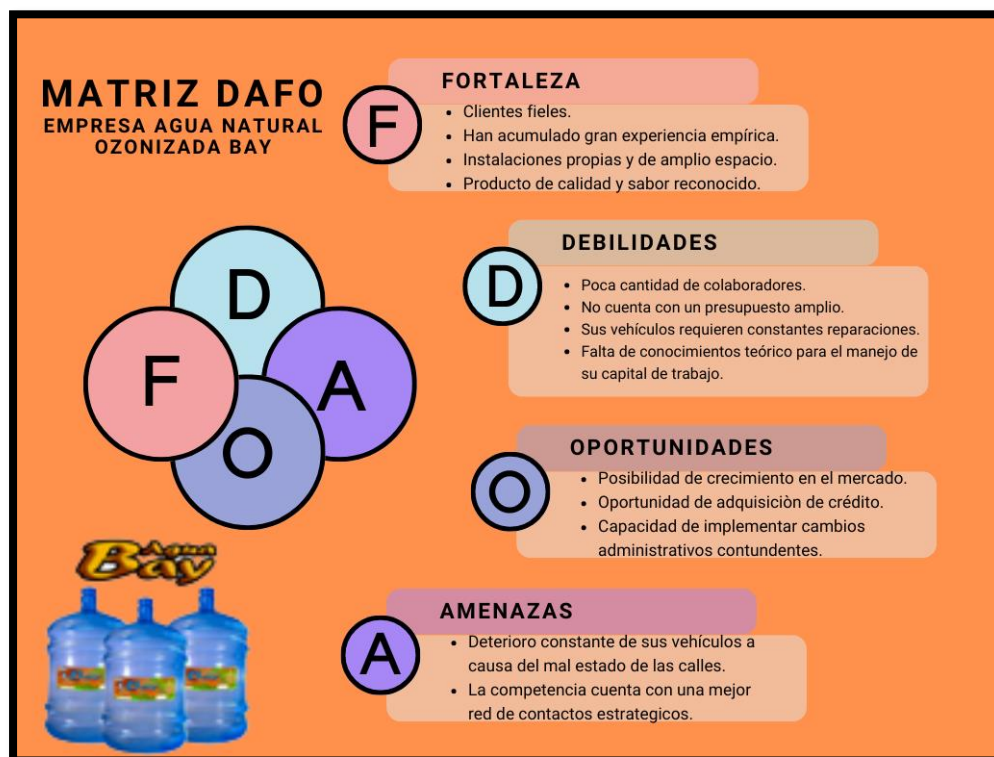 MATRIZ DAFO
EMPRESA AGUA NATURAL
OZONIZADA BAY
F
FORTALEZA
• Clientes fieles.
• Han acumulado gran experiencia empírica.
• Instalaciones propias y de amplio espacio.
• Producto de calidad y sabor reconocido.
D
DEBILIDADES
• Poca cantidad de colaboradores.
• No cuenta con un presupuesto amplio.
• Sus vehículos requieren constantes reparaciones.
• Falta de conocimientos teórico para el manejo de
su capital de trabajo.
D
F
A
O
O
OPORTUNIDADES
• Posibilidad de crecimiento en el mercado.
• Oportunidad de adquisiciòn de crédito.
• Capacidad de implementar cambios
administrativos contundentes.
Agua
Bay
A
AMENAZAS
• Deterioro constante de sus vehículos a
causa del mal estado de las calles.
• La competencia cuenta con una mejor
red de contactos estrategicos.